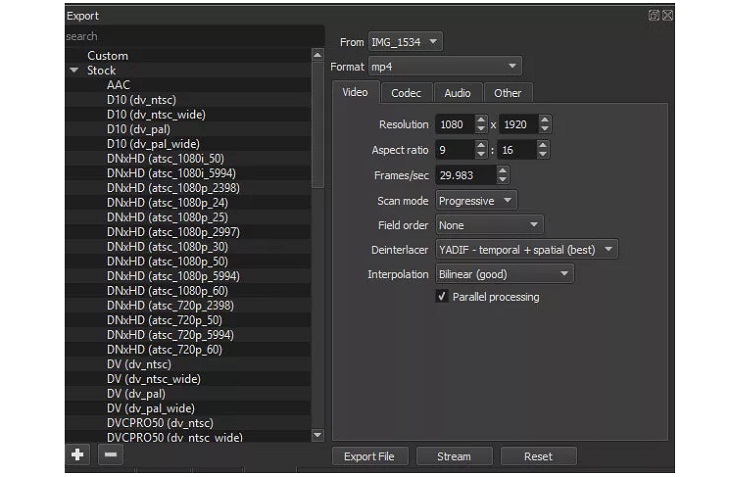 Export
search
Custom
Stock
AAC
D10 (dv_ntsc)
D10 (dv_ntsc_wide)
D10 (dv_pal)
D10 (dv_pal_wide)
DNxHD (atsc_1080i_50)
DNxHD (atsc_1080i_5994)
DNxHD (atsc_1080p_2398)
DNxHD (atsc_1080p_24)
DNxHD (atsc_1080p_25)
DNxHD (atsc_1080p_2997)
DNxHD (atsc_1080p_30)
DNxHD (atsc_1080p_50)
DNxHD (atsc_1080p_5994)
DNxHD (atsc_1080p_60)
DNxHD (atsc_720p_2398)
DNxHD (atsc_720p_50)
DNxHD (atsc_720p_5994)
DNxHD (atsc_720p_60)
DV (dv_ntsc)
DV (dv_ntsc_wide)
DV (dv_pal)
DV (dv_pal_wide)
DVCPRO50 (dv_ntsc)
DVCPRO50 (dv_ntsc_wide)
From IMG_1534
Format mp4
Video Codec Audio Other
Resolution 1080 x 1920
Aspect ratio 9 : 16
Frames/sec 29.983
Scan mode Progressive
Field order None
Deinterlacer YADIF - temporal + spatial (best)
Interpolation Bilinear (good)
Parallel processing
Export File Stream Reset